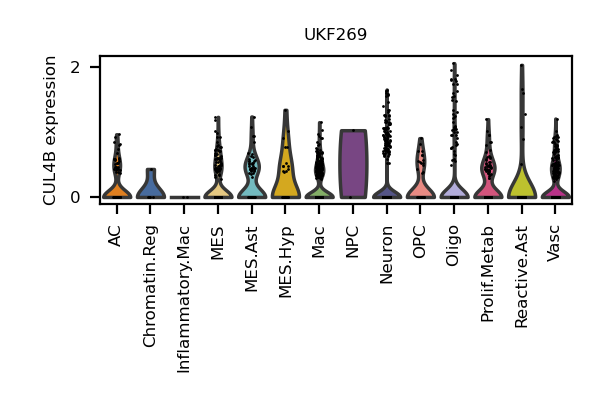 UKF269
CUL4B expression
2
0
AC
Chromatin.Reg
Inflammatory.Mac
MES
MES.Ast
MES.Hyp
Mac
NPC
Neuron
OPC
Oligo
Prolif.Metab
Reactive.Ast
Vasc